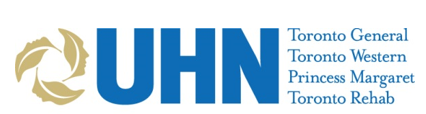 UHN
Toronto General
Toronto Western
Princess Margaret
Toronto Rehab